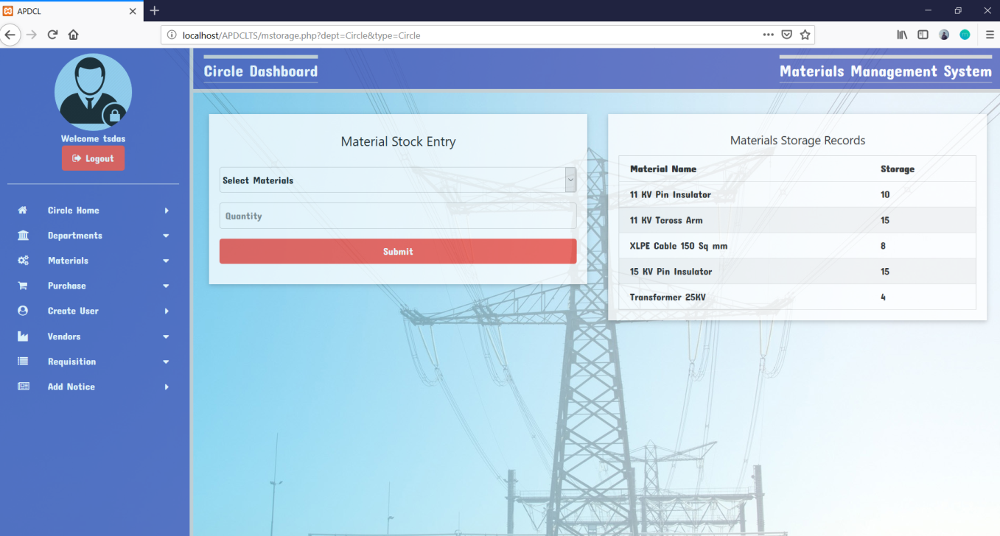 APDCL
localhost/APDCLTS/mstorage.php?dept=Circle&type=Circle
Welcome tsdas
Logout
Circle Home
Departments
Materials
Purchase
Create User
Vendors
Requisition
Add Notice
Circle Dashboard
Materials Management System
Material Stock Entry
Select Materials
Quantity
Submit
Materials Storage Records
Material Name Storage
11 KV Pin Insulator 10
11 KV Tcross Arm 15
XLPE Cable 150 Sq mm 8
15 KV Pin Insulator 15
Transformer 25KV 4